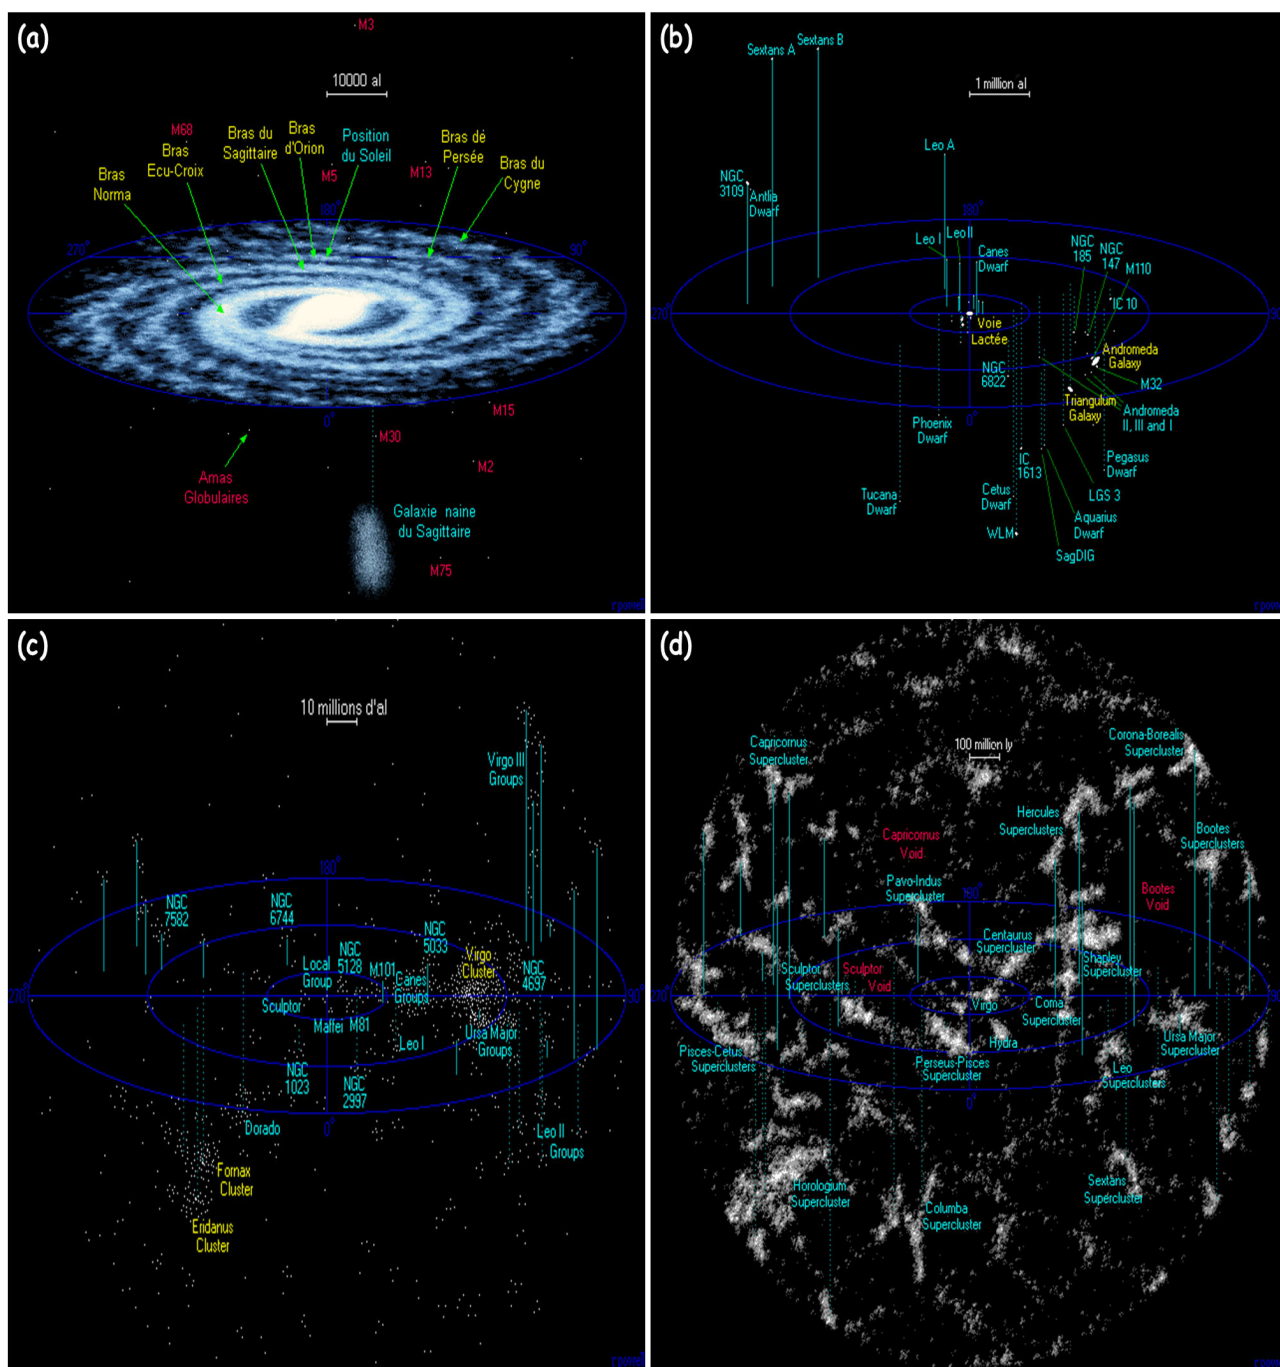 (a)
M3
10000 al
M68
Bras
Ecu-Croix
Bras du
Sagittaire
Bras
d'Orion
Position
du Soleil
M5
M13
Bras de
Persée
Bras du
Cygne
Bras
Norma
180°
270°
90°
0°
M15
M30
M2
Amas
Globulaires
Galaxie naine
du Sagittaire
M75
(b)
Sextans A
Sextans B
1 milllion al
Leo A
NGC
3109
Antlia
Dwarf
180°
Leo I
Leo II
Canes
Dwarf
NGC
185
NGC
147
M110
IC 10
270
Voie
Lactée
Andromeda
Galaxy
NGC
6822
M32
Triangulum
Galaxy
Andromeda
II, III and I
0°
Phoenix
Dwarf
IC
1613
Pegasus
Dwarf
Tucana
Dwarf
Cetus
Dwarf
LGS 3
Aquarius
Dwarf
WLM
SagDIG
(c)
10 millions d'al
Virgo III
Groups
180°
NGC
7582
NGC
6744
NGC
5033
NGC
5128
Local
Group
M101
Canes
Groups
Virgo
Cluster
NGC
4697
270°
90°
Sculptor
Maffei
M81
Leo I
Ursa Major
Groups
NGC
1023
NGC
2997
0°
Dorado
Leo II
Groups
Fornax
Cluster
Eridanus
Cluster
(d)
Capricornus
Supercluster
100 million ly
Corona-Borealis
Supercluster
Hercules
Superclusters
Capricornus
Void
Bootes
Superclusters
Pavo-Indus
Supercluster
180°
Bootes
Void
Centaurus
Supercluster
Shapley
Supercluster
Sculptor
Superclusters
Sculptor
Void
Virgo
Coma
Supercluster
Hydra
Pisces-Cetus
Superclusters
Perseus-Pisces
Supercluster
Leo
Superclusters
Ursa Major
Supercluster
0°
Horologium
Supercluster
Columba
Supercluster
Sextans
Supercluster